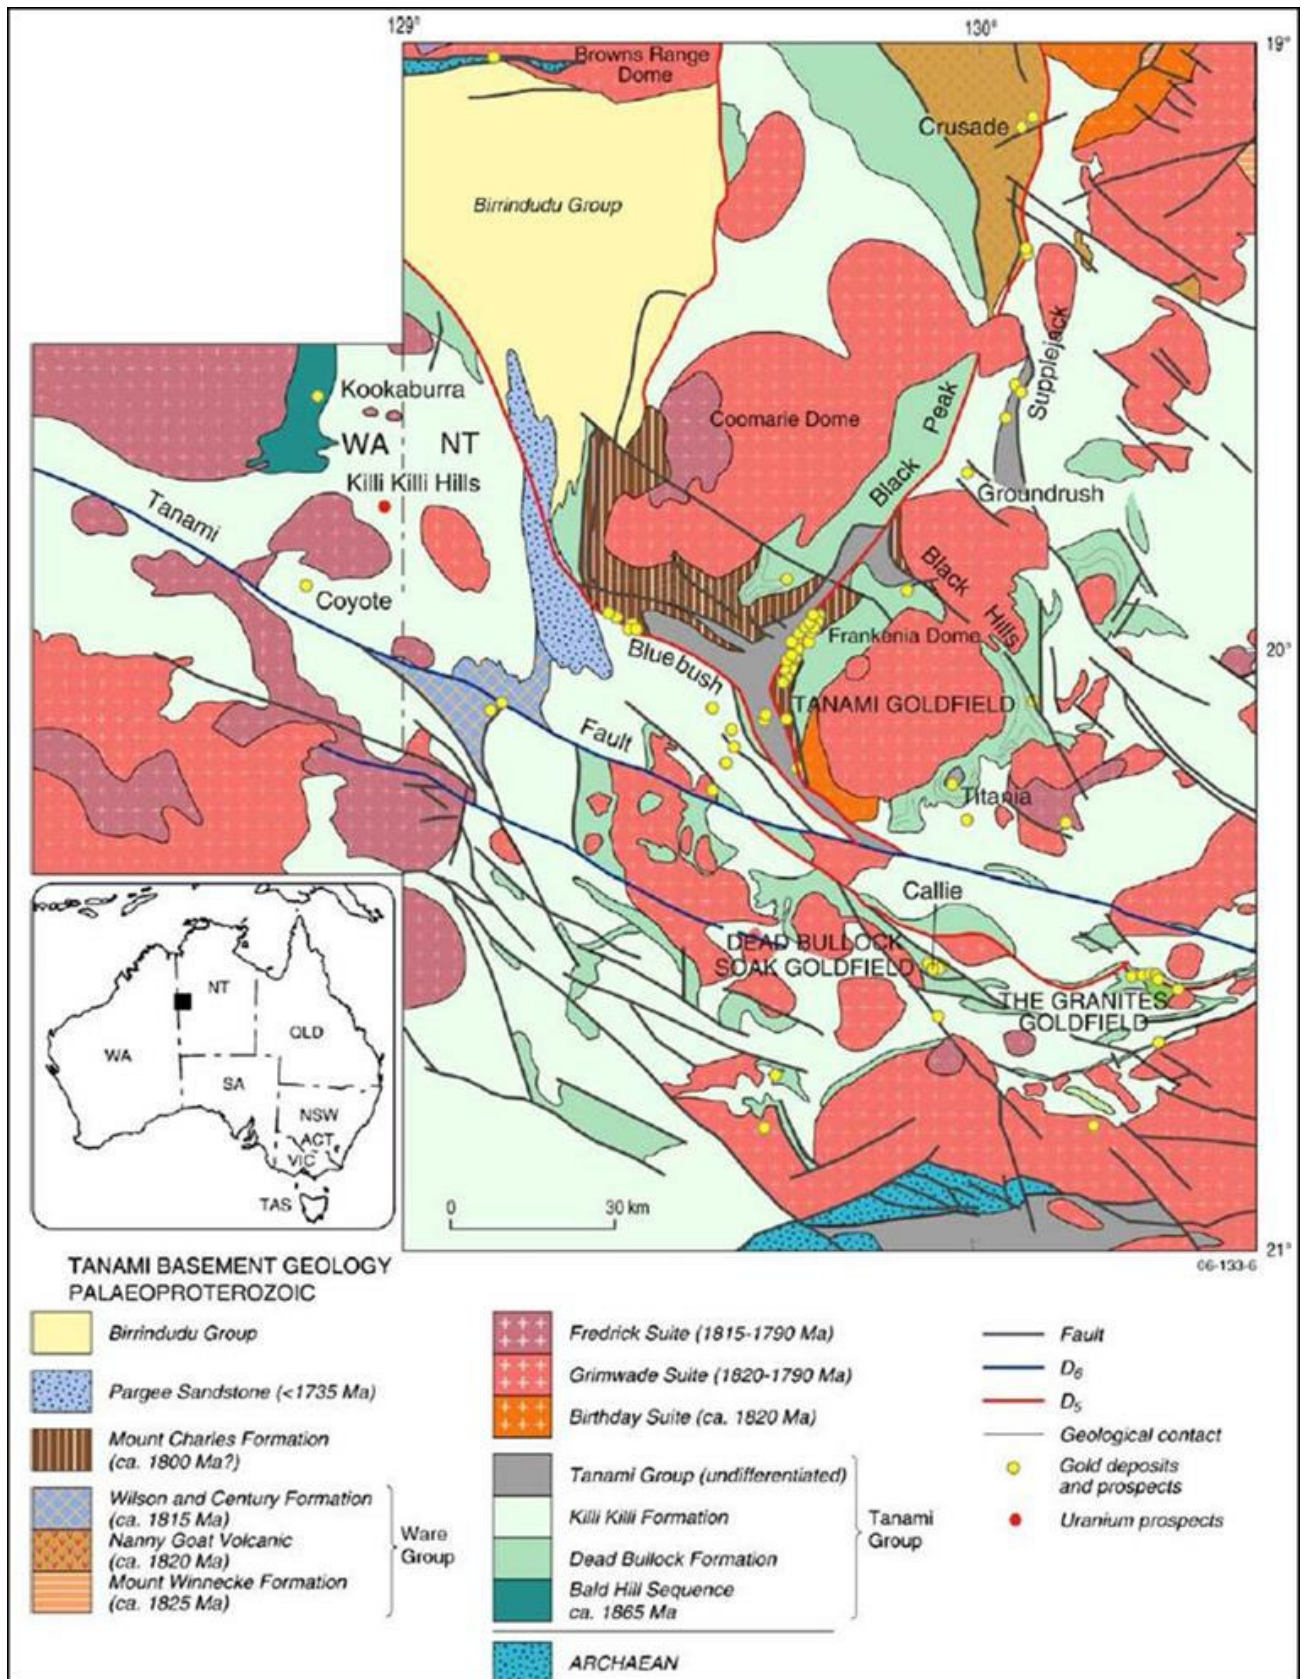 129°
130°
19°
Browns Range
Dome
Crusade
Birrindudu Group
Supplejack
Kookaburra
Coomarie Dome
Peak
WA NT
Black
Killi Killi Hills
Groundrush
Tanami
Black
Hills
Coyote
Frankenia Dome
20°
Bluebush
TANAMI GOLDFIELD
Fault
Titania
Callie
DEAD BULLOCK
SOAK GOLDFIELD
THE GRANITES
GOLDFIELD
NT
QLD
WA
SA
NSW
ACT
VIC
TAS
0 30 km
21°
06-133-6
TANAMI BASEMENT GEOLOGY
PALAEOPROTEROZOIC
Birrindudu Group
Pargee Sandstone (<1735 Ma)
Mount Charles Formation
(ca. 1800 Ma?)
Wilson and Century Formation
(ca. 1815 Ma)
Nanny Goat Volcanic
(ca. 1820 Ma)
Mount Winnecke Formation
(ca. 1825 Ma)
Ware
Group
Fredrick Suite (1815-1790 Ma)
Grimwade Suite (1820-1790 Ma)
Birthday Suite (ca. 1820 Ma)
Tanami Group (undifferentiated)
Killi Killi Formation
Dead Bullock Formation
Bald Hill Sequence
ca. 1865 Ma
Tanami
Group
ARCHAEAN
Fault
D6
D5
Geological contact
Gold deposits
and prospects
Uranium prospects